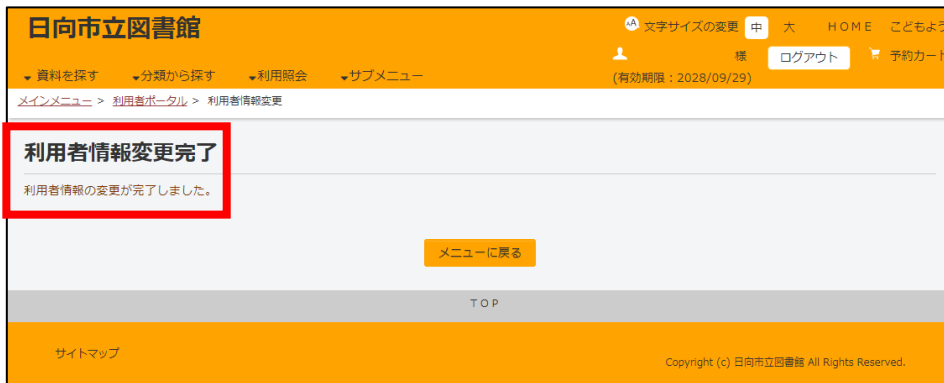 日向市立図書館
文字サイズの変更 中 大 HOME こどもよう
様 ログアウト 予約カート
▾資料を探す ▾分類から探す ▾利用照会 ▾サブメニュー
(有効期限：2028/09/29)
メインメニュー > 利用者ポータル > 利用者情報変更
利用者情報変更完了
利用者情報の変更が完了しました。
メニューに戻る
TOP
サイトマップ
Copyright (c) 日向市立図書館 All Rights Reserved.